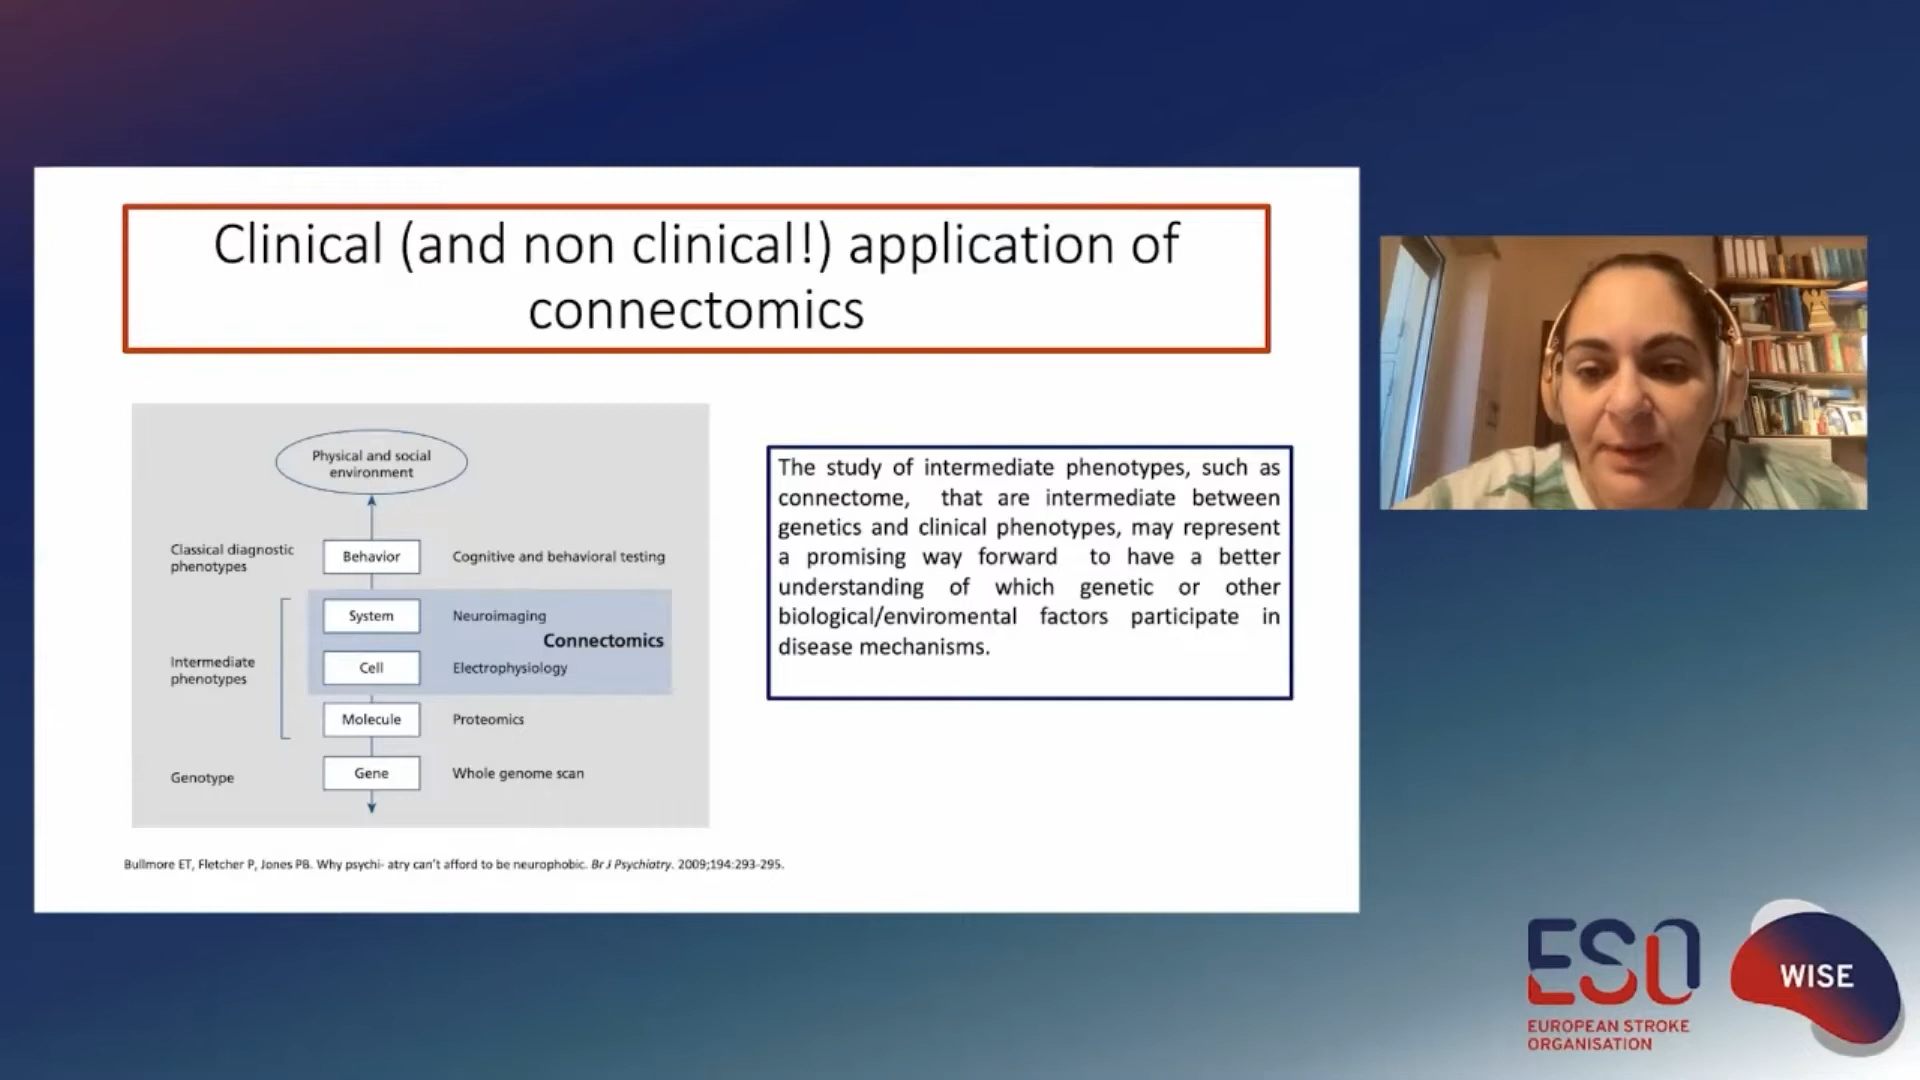 Clinical (and non clinical!) application of
connectomics
Physical and social
environment
Classical diagnostic
phenotypes
Behavior
Cognitive and behavioral testing
System
Neuroimaging
Connectomics
Intermediate
phenotypes
Cell
Electrophysiology
Molecule
Proteomics
Genotype
Gene
Whole genome scan
The study of intermediate phenotypes, such as
connectome, that are intermediate between
genetics and clinical phenotypes, may represent
a promising way forward to have a better
understanding of which genetic or other
biological/enviromental factors participate in
disease mechanisms.
Bullmore ET, Fletcher P, Jones PB. Why psychi- atry can't afford to be neurophobic. Br J Psychiatry. 2009;194:293-295.
ESO
EUROPEAN STROKE
ORGANISATION
WISE